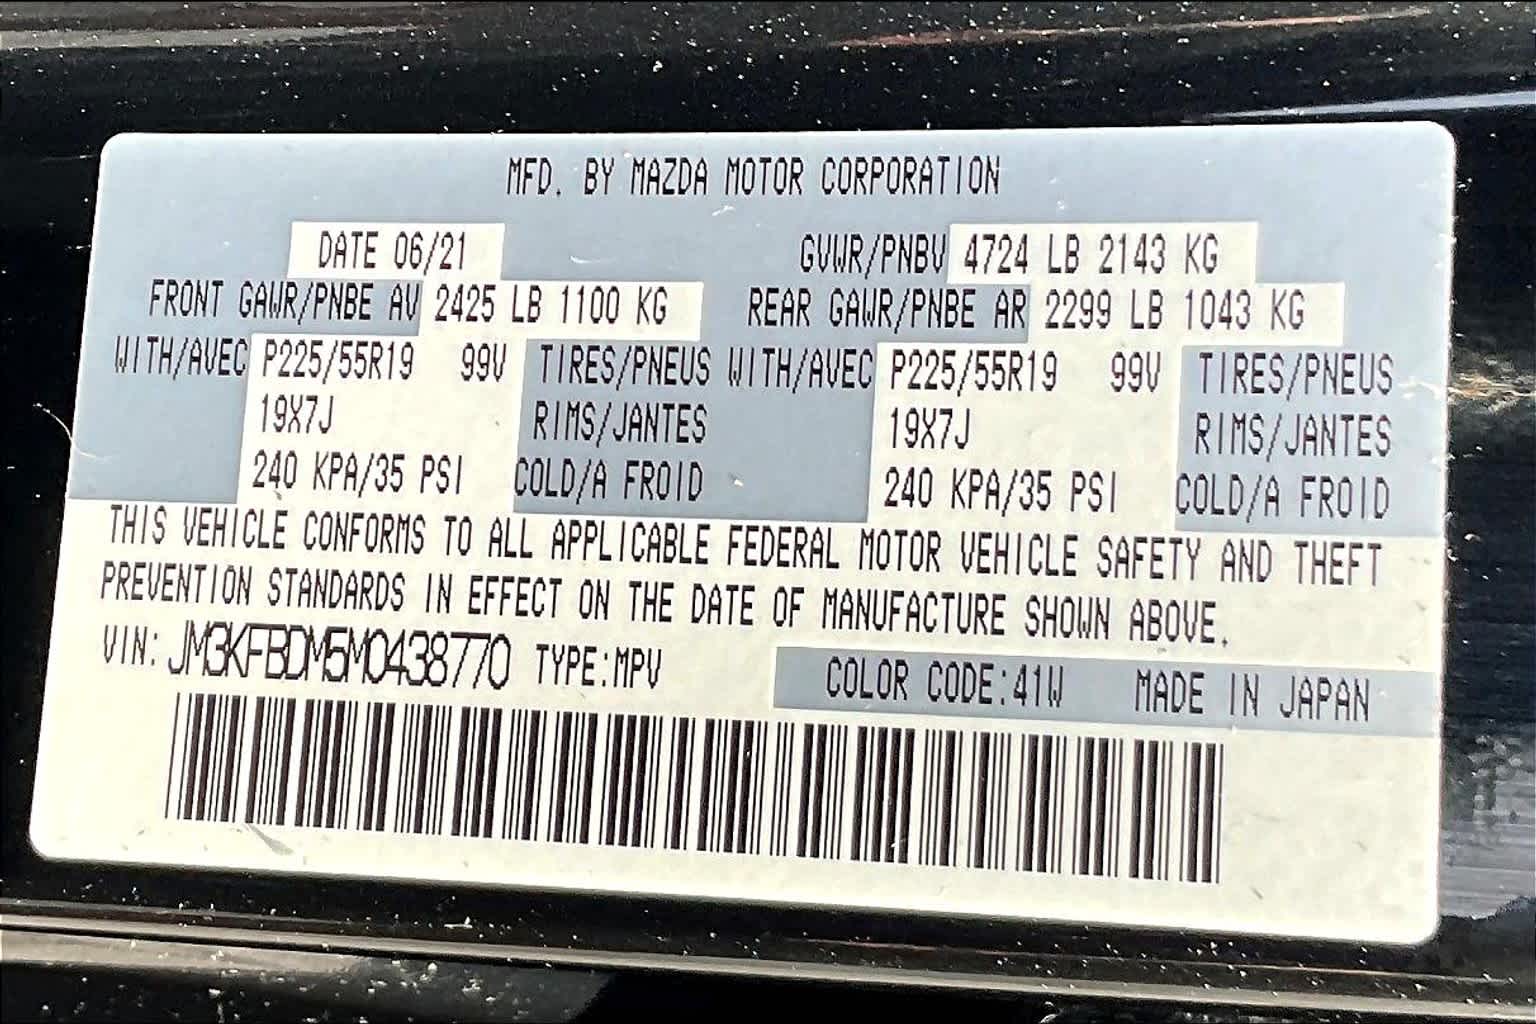 MFD. BY MAZDA MOTOR CORPORATION
DATE 06/21 GVWR/PNBV 4724 LB 2143 KG
FRONT GAWR/PNBE AV 2425 LB 1100 KG REAR GAWR/PNBE AR 2299 LB 1043 KG
WITH/AVEC P225/55R19 99V TIRES/PNEUS WITH/AVEC P225/55R19 99V TIRES/PNEUS
19X7J RIMS/JANTES 19X7J RIMS/JANTES
240 KPA/35 PSI COLD/A FROID 240 KPA/35 PSI COLD/A FROID
THIS VEHICLE CONFORMS TO ALL APPLICABLE FEDERAL MOTOR VEHICLE SAFETY AND THEFT
PREVENTION STANDARDS IN EFFECT ON THE DATE OF MANUFACTURE SHOWN ABOVE.
VIN: JM3KFBDM5M0438770 TYPE:MPV COLOR CODE:41W MADE IN JAPAN